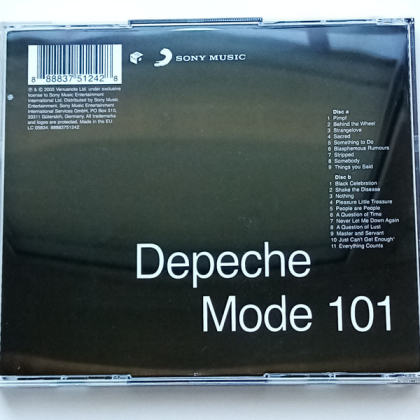 8 88837 51242 8
SONY MUSIC
℗ & © 2005 Venusnote Ltd. under exclusive
license to Sony Music Entertainment
International Ltd. Distributed by Sony Music
Entertainment. Sony Music Entertainment
International Services GmbH, PO Box 510,
33311 Gütersloh, Germany. All trademarks
and logos are protected. Made in the EU.
LC 05834. 88883751242
Disc a
1 Pimpf
2 Behind the Wheel
3 Strangelove
4 Sacred
5 Something to Do
6 Blasphemous Rumours
7 Stripped
8 Somebody
9 Things you Said
Disc b
1 Black Celebration
2 Shake the Disease
3 Nothing
4 Pleasure Little Treasure
5 People are People
6 A Question of Time
7 Never Let Me Down Again
8 A Question of Lust
9 Master and Servant
10 Just Can't Get Enough*
11 Everything Counts
Depeche
Mode 101